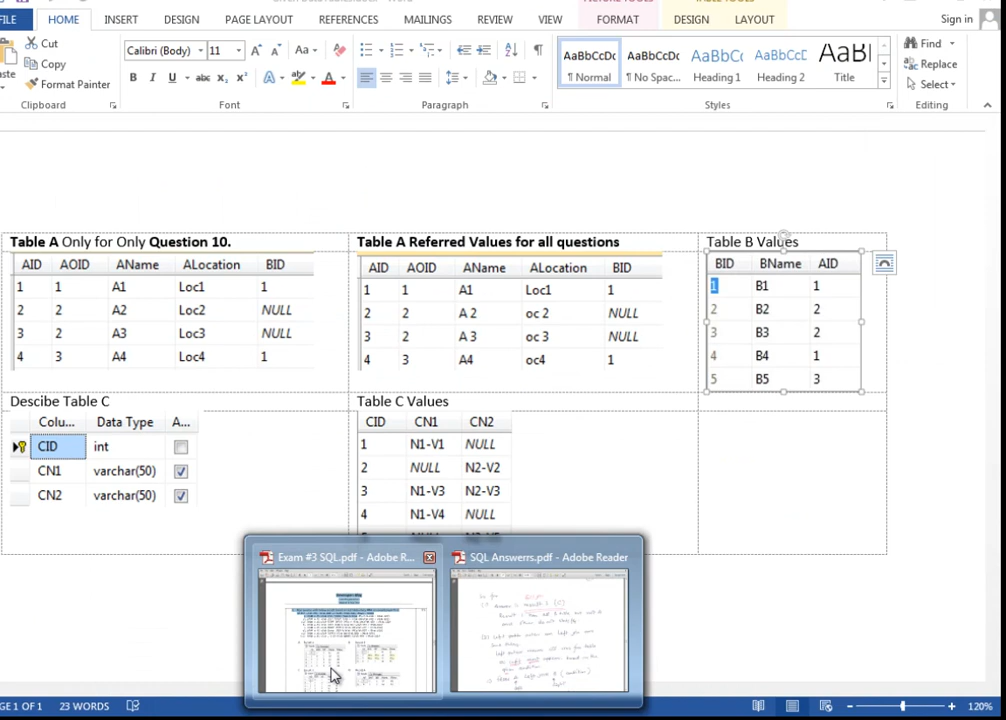 FILE HOME INSERT DESIGN PAGE LAYOUT REFERENCES MAILINGS REVIEW VIEW FORMAT DESIGN LAYOUT Sign in
Cut
Copy
Format Painter
Clipboard
Calibri (Body) 11
Font
Paragraph
AaBbCcDc AaBbCcDc AaBbCc AaBbCcD AaBl
¶ Normal ¶ No Spac... Heading 1 Heading 2 Title
Styles
Find
Replace
Select
Editing
Table A Only for Only Question 10.
AID AOID AName ALocation BID
1 1 A1 Loc1 1
2 2 A2 Loc2 NULL
3 2 A3 Loc3 NULL
4 3 A4 Loc4 1
Table A Referred Values for all questions
AID AOID AName ALocation BID
1 1 A1 Loc1 1
2 2 A 2 oc 2 NULL
3 2 A 3 oc 3 NULL
4 3 A4 oc4 1
Table B Values
BID BName AID
1 B1 1
2 B2 2
3 B3 2
4 B4 1
5 B5 3
Descibe Table C
Colu... Data Type A...
CID int
CN1 varchar(50)
CN2 varchar(50)
Table C Values
CID CN1 CN2
1 N1-V1 NULL
2 NULL N2-V2
3 N1-V3 N2-V3
4 N1-V4 NULL
Exam #3 SQL.pdf - Adobe R...
SQL Answerrs.pdf - Adobe Reader
GE 1 OF 1 23 WORDS 120%